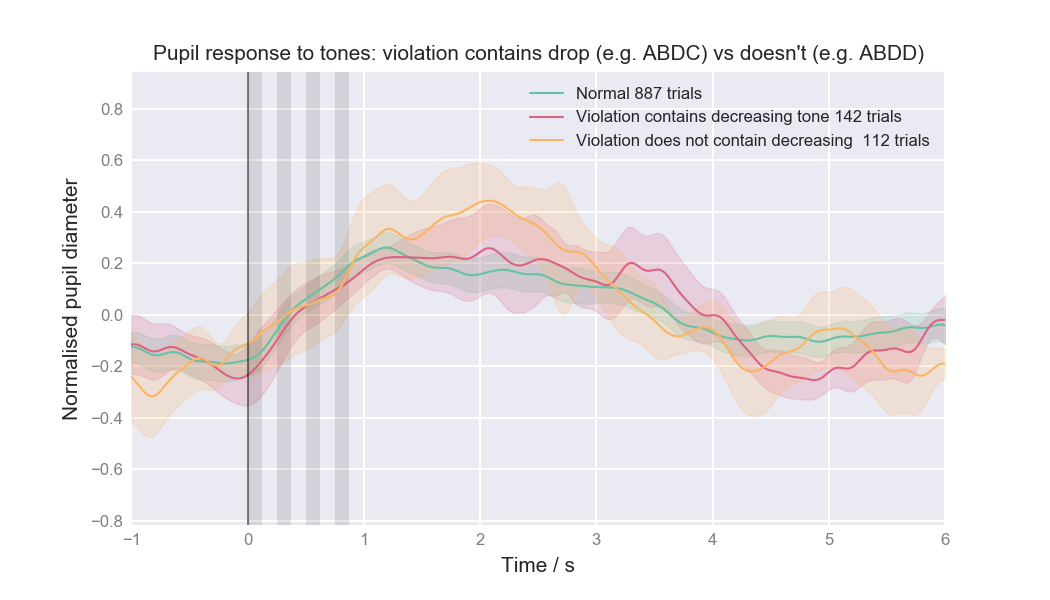 Pupil response to tones: violation contains drop (e.g. ABDC) vs doesn't (e.g. ABDD)
Normal 887 trials
Violation contains decreasing tone 142 trials
Violation does not contain decreasing  112 trials
Normalised pupil diameter
0.8
0.6
0.4
0.2
0.0
−0.2
−0.4
−0.6
−0.8
−1 0 1 2 3 4 5 6
Time / s